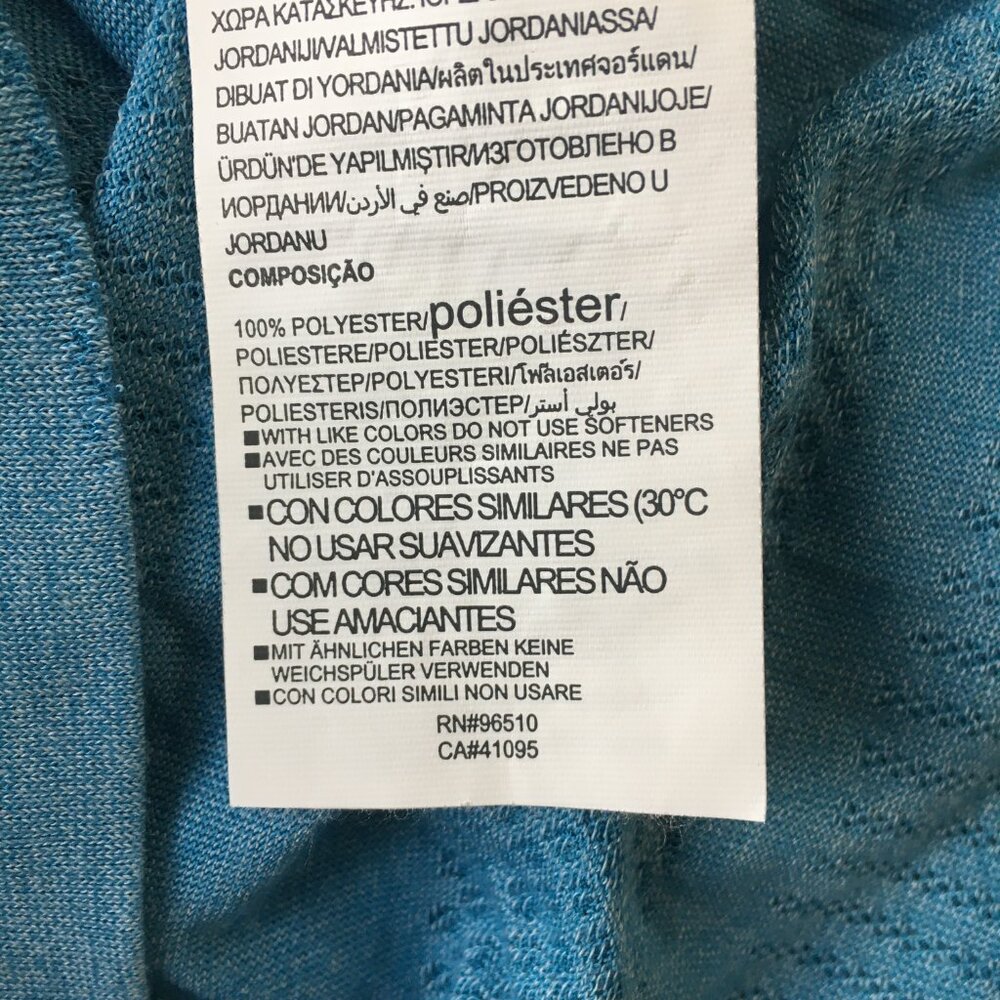 ΧΩΡΑ ΚΑΤΑΣΚΕΥΗΣ:
JORDANIJI/VALMISTETTU JORDANIASSA/
DIBUAT DI YORDANIA/ผลิตในประเทศจอร์แดน/
BUATAN JORDAN/PAGAMINTA JORDANIJOJE/
ÜRDÜN'DE YAPILMIŞTIR/ИЗГОТОВЛЕНО В
ИОРДАНИИ/صنع في الأردن/PROIZVEDENO U
JORDANU
COMPOSIÇÃO
100% POLYESTER/poliéster/
POLIESTERE/POLIESTER/POLIÉSZTER/
ΠΟΛΥΕΣΤΕΡ/POLYESTERI/โพลีเอสเตอร์/
POLIESTERIS/ПОЛИЭСТЕР/بولي أستر
■WITH LIKE COLORS DO NOT USE SOFTENERS
■AVEC DES COULEURS SIMILAIRES NE PAS
UTILISER D'ASSOUPLISSANTS
■CON COLORES SIMILARES (30°C
NO USAR SUAVIZANTES
■COM CORES SIMILARES NÃO
USE AMACIANTES
■MIT ÄHNLICHEN FARBEN KEINE
WEICHSPÜLER VERWENDEN
■CON COLORI SIMILI NON USARE
RN#96510
CA#41095